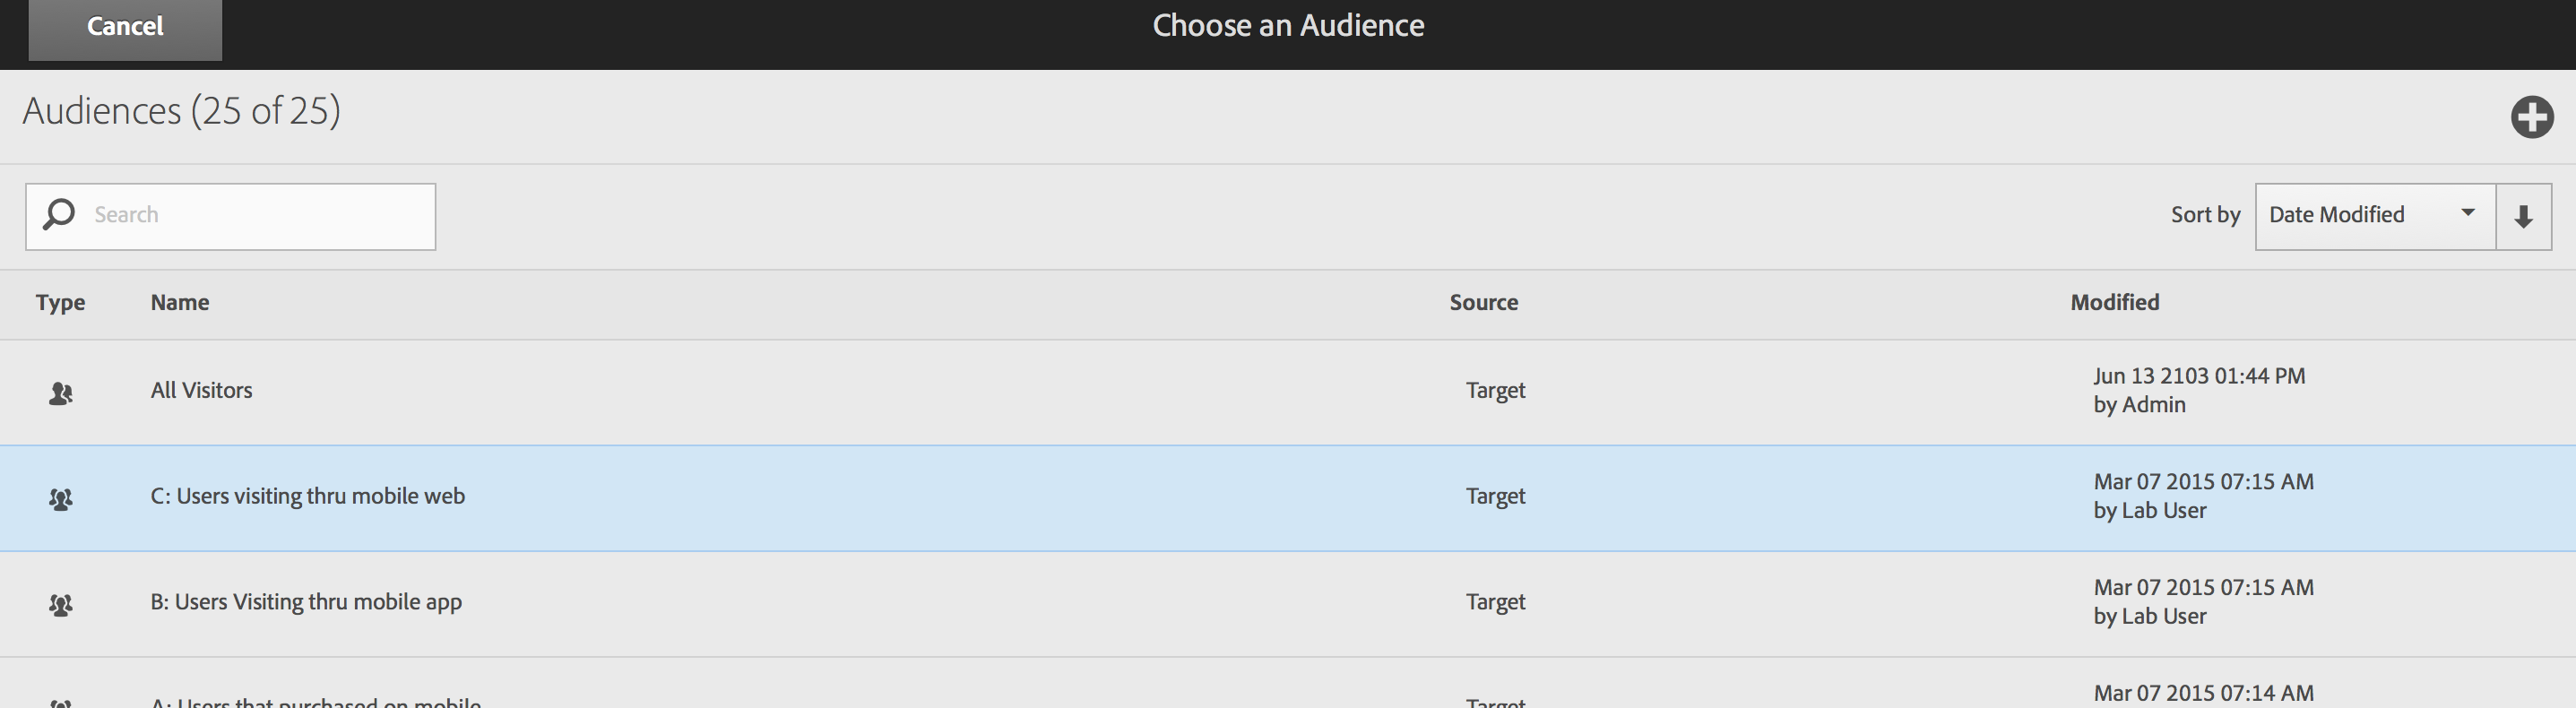 Cancel
Choose an Audience
Audiences (25 of 25)
Search
Sort by
Date Modified
Type Name Source Modified
All Visitors Target Jun 13 2103 01:44 PM
by Admin
C: Users visiting thru mobile web Target Mar 07 2015 07:15 AM
by Lab User
B: Users Visiting thru mobile app Target Mar 07 2015 07:15 AM
by Lab User
A: Users that purchased on mobile Target Mar 07 2015 07:14 AM